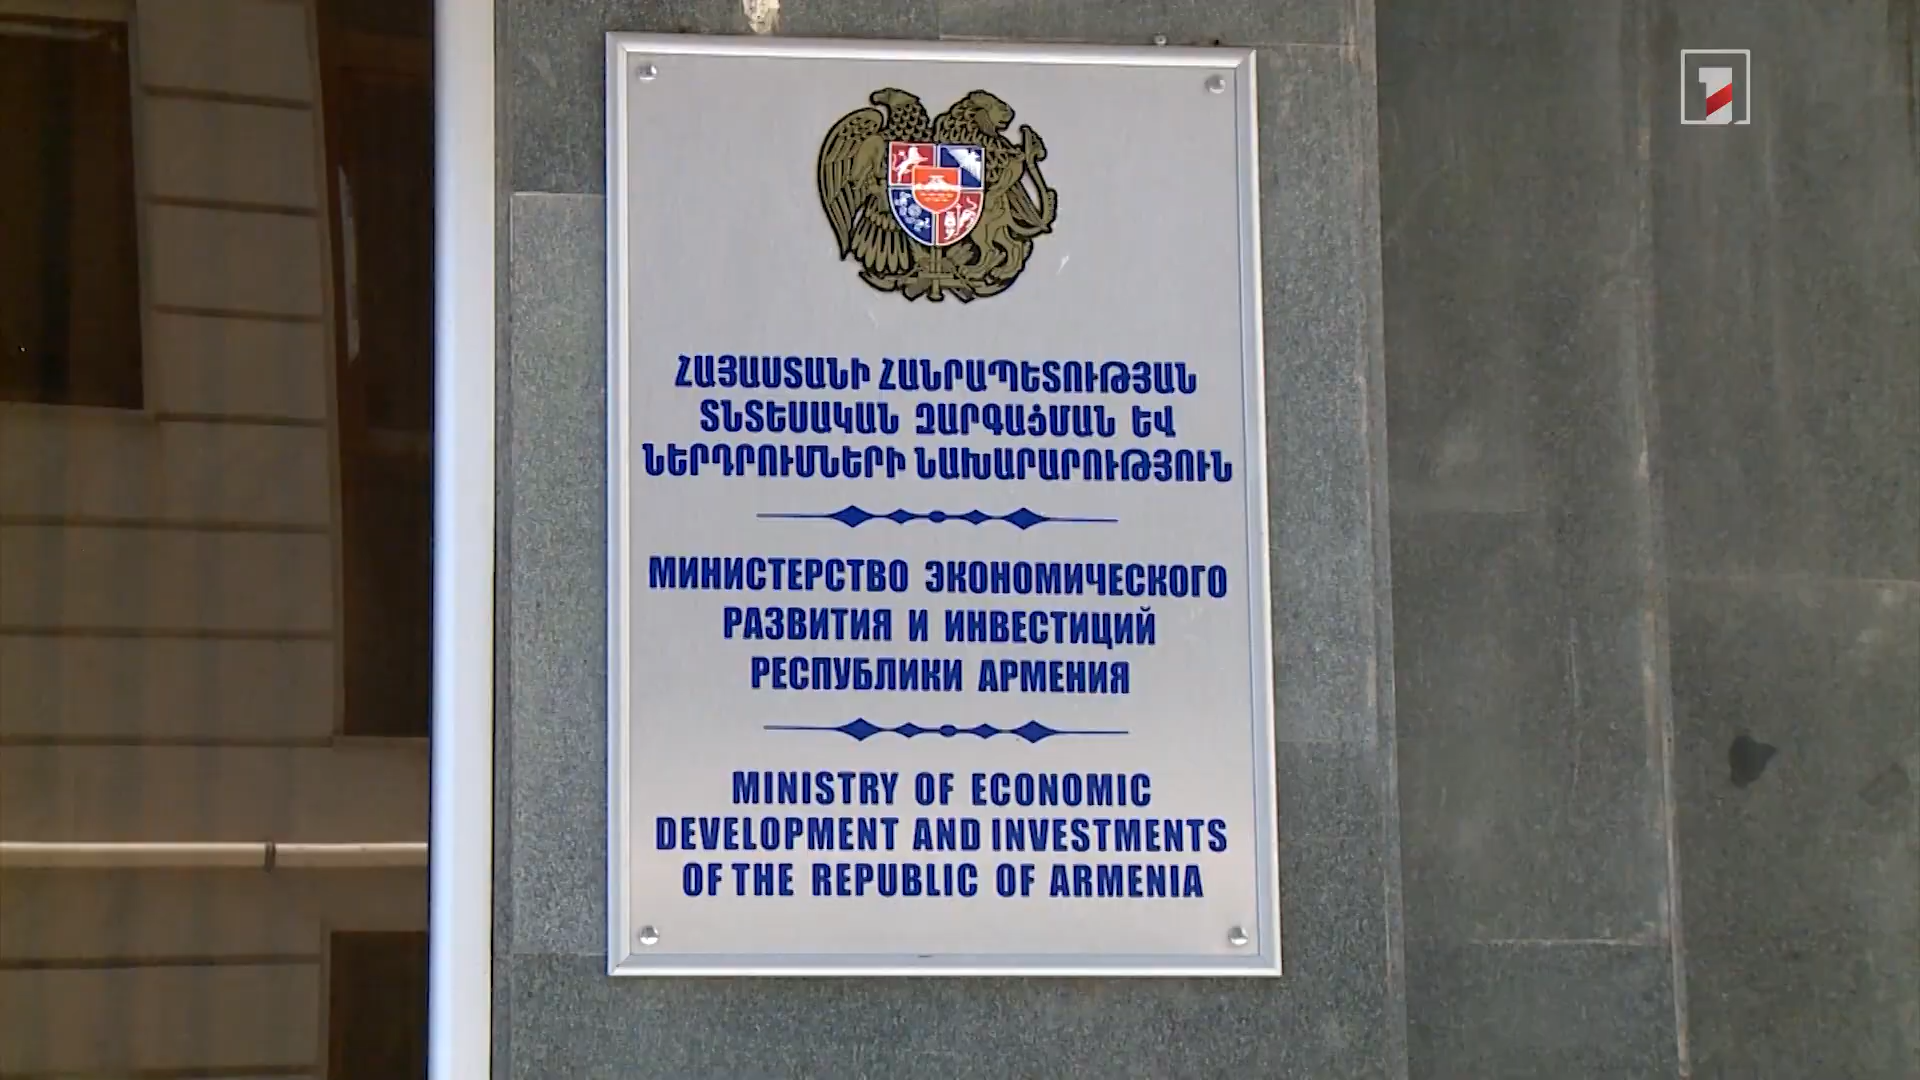 1
ՀԱՅԱՍՏԱՆԻ ՀԱՆՐԱՊԵՏՈՒԹՅԱՆ
ՏՆՏԵՍԱԿԱՆ ԶԱՐԳԱՑՄԱՆ ԵՎ
ՆԵՐԴՐՈՒՄՆԵՐԻ ՆԱԽԱՐԱՐՈՒԹՅՈՒՆ
МИНИСТЕРСТВО ЭКОНОМИЧЕСКОГО
РАЗВИТИЯ И ИНВЕСТИЦИЙ
РЕСПУБЛИКИ АРМЕНИЯ
MINISTRY OF ECONOMIC
DEVELOPMENT AND INVESTMENTS
OF THE REPUBLIC OF ARMENIA